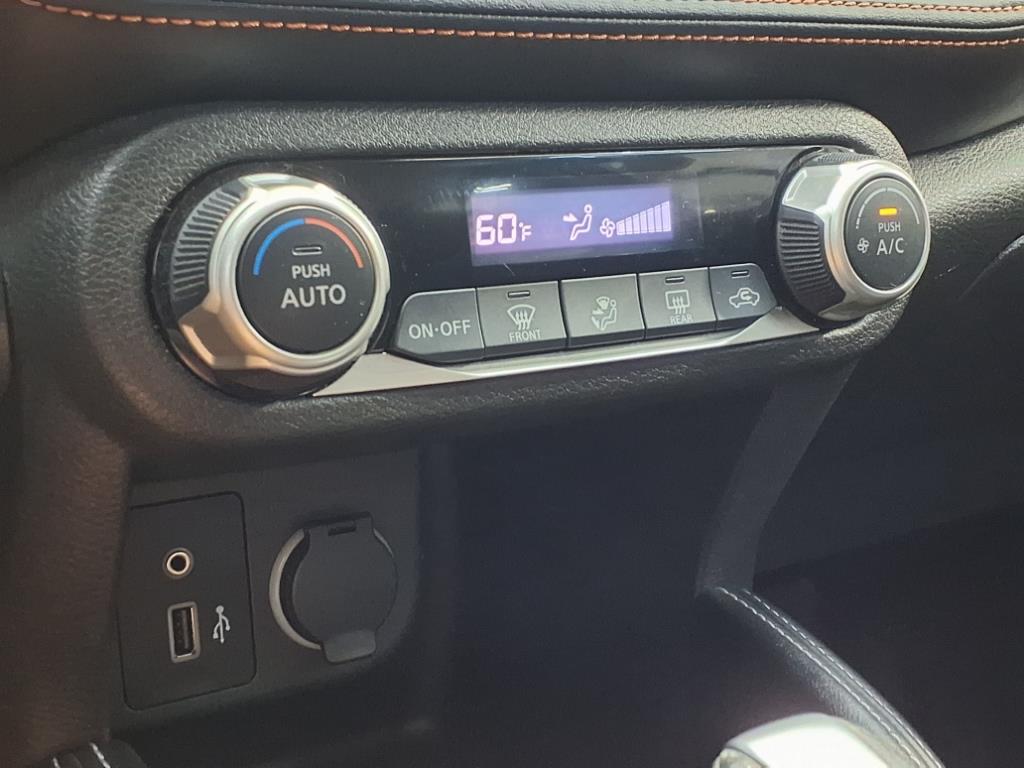 60°F
PUSH
AUTO
ON·OFF
FRONT
REAR
PUSH
A/C